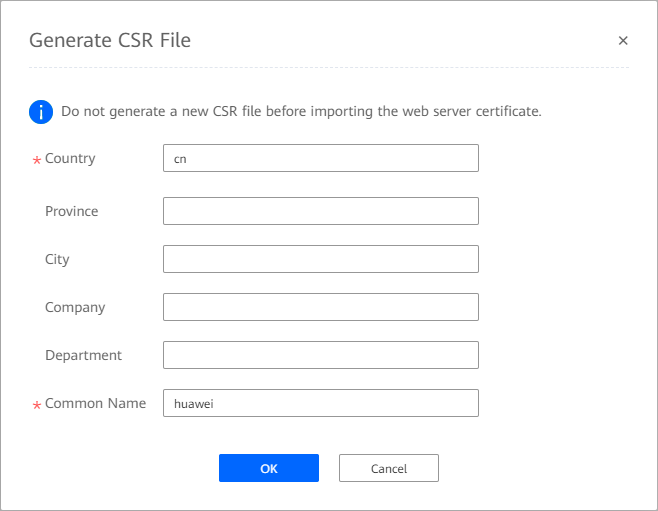 Generate CSR File ×
i Do not generate a new CSR file before importing the web server certificate.
* Country cn
Province
City
Company
Department
* Common Name huawei
OK Cancel